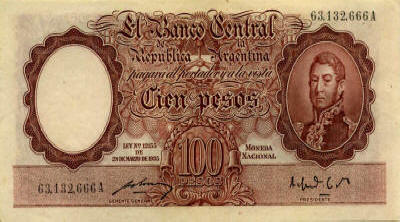 63,132,666A
El Banco Central
de la
República Argentina
pagará al portador y a la vista
Cien pesos
LEY Nº 12155
DE 28 MARZO DE 1935
MONEDA
NACIONAL
100
PESOS
63,132,666A
GERENTE GENERAL
PRESIDENTE